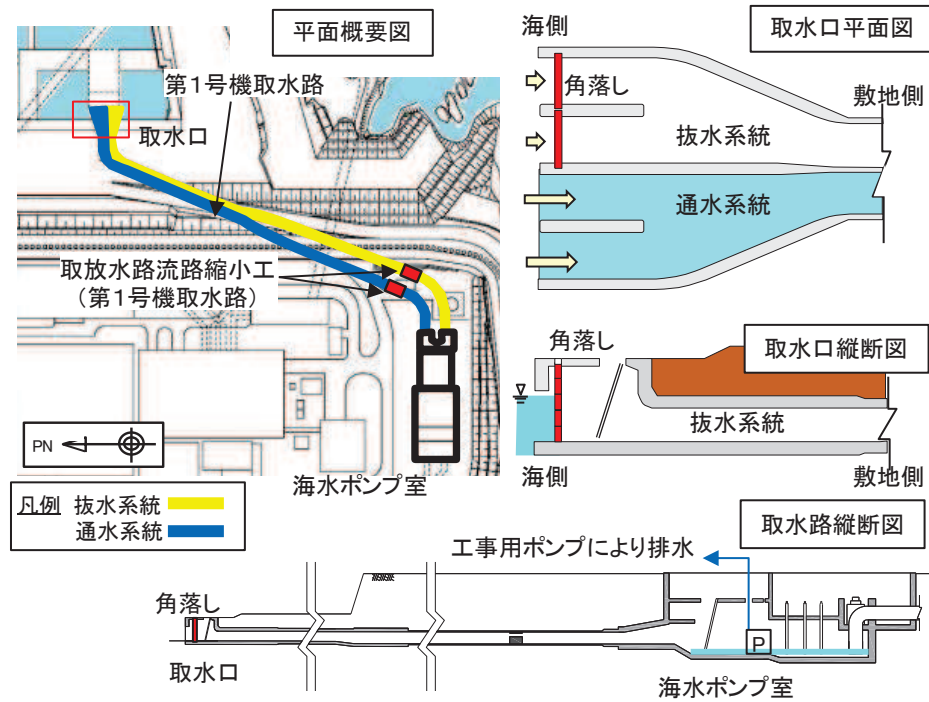 平面概要図
第1号機取水路
取水口
取放水路流路縮小工
（第1号機取水路）
PN
海水ポンプ室
凡例 抜水系統
通水系統
取水口平面図
海側
角落し
敷地側
抜水系統
通水系統
取水口縦断図
角落し
抜水系統
海側
敷地側
取水路縦断図
工事用ポンプにより排水
角落し
P
取水口
海水ポンプ室